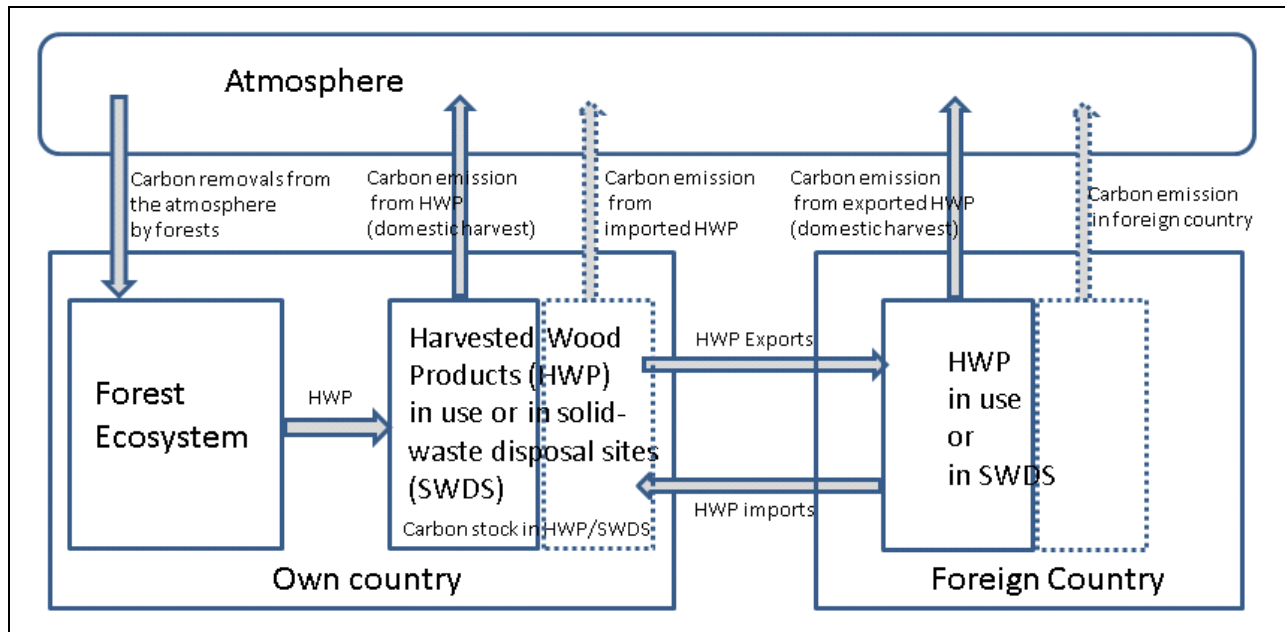 Atmosphere
Carbon removals from
the atmosphere
by forests
Carbon emission
from HWP
(domestic harvest)
Carbon emission
from
imported HWP
Carbon emission
from exported HWP
(domestic harvest)
Carbon emission
in foreign country
Forest
Ecosystem
HWP
Harvested Wood
Products (HWP)
in use or in solid-
waste disposal sites
(SWDS)
Carbon stock in HWP/SWDS
HWP Exports
HWP imports
HWP
in use
or
in SWDS
Own country
Foreign Country